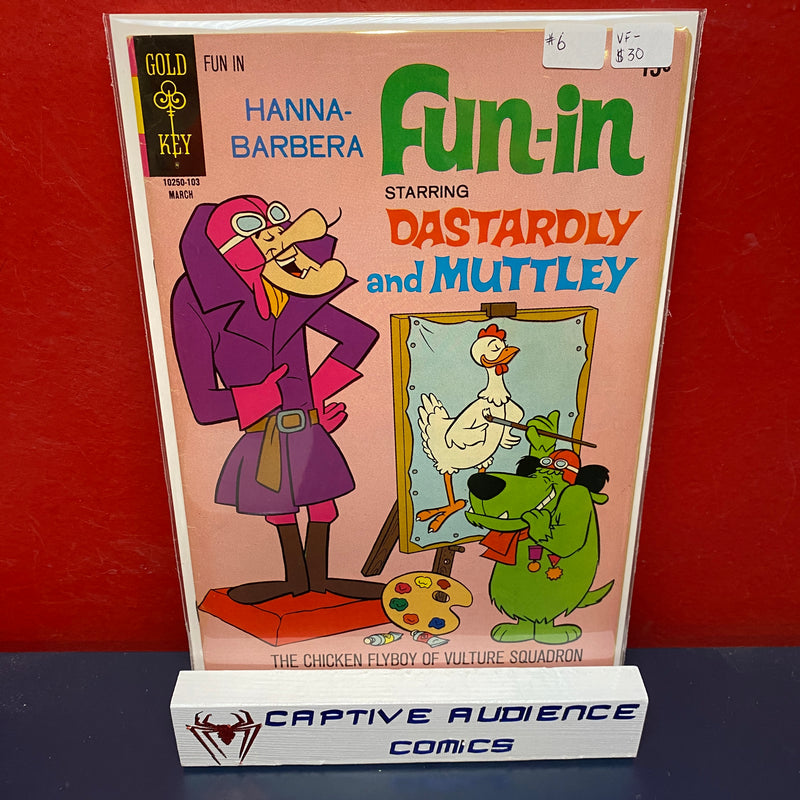 #6
VF-
$30
GOLD
KEY
FUN IN
10250-103
MARCH
HANNA-
BARBERA
Fun-in
STARRING
DASTARDLY
and MUTTLEY
THE CHICKEN FLYBOY OF VULTURE SQUADRON
CAPTIVE AUDIENCE
COMICS